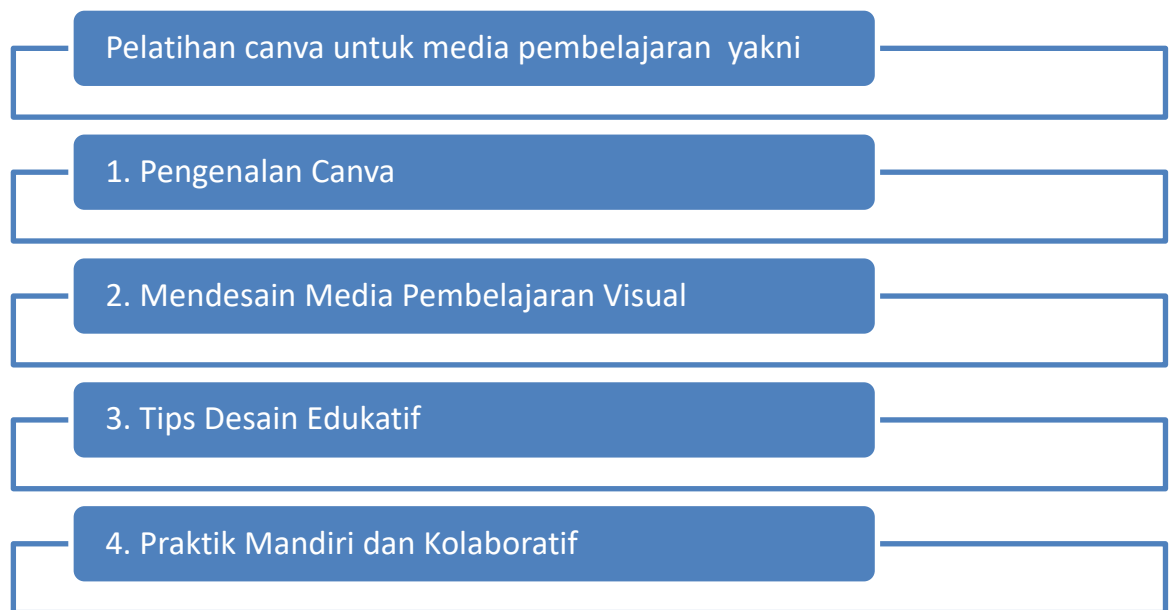 Pelatihan canva untuk media pembelajaran  yakni
1. Pengenalan Canva
2. Mendesain Media Pembelajaran Visual
3. Tips Desain Edukatif
4. Praktik Mandiri dan Kolaboratif